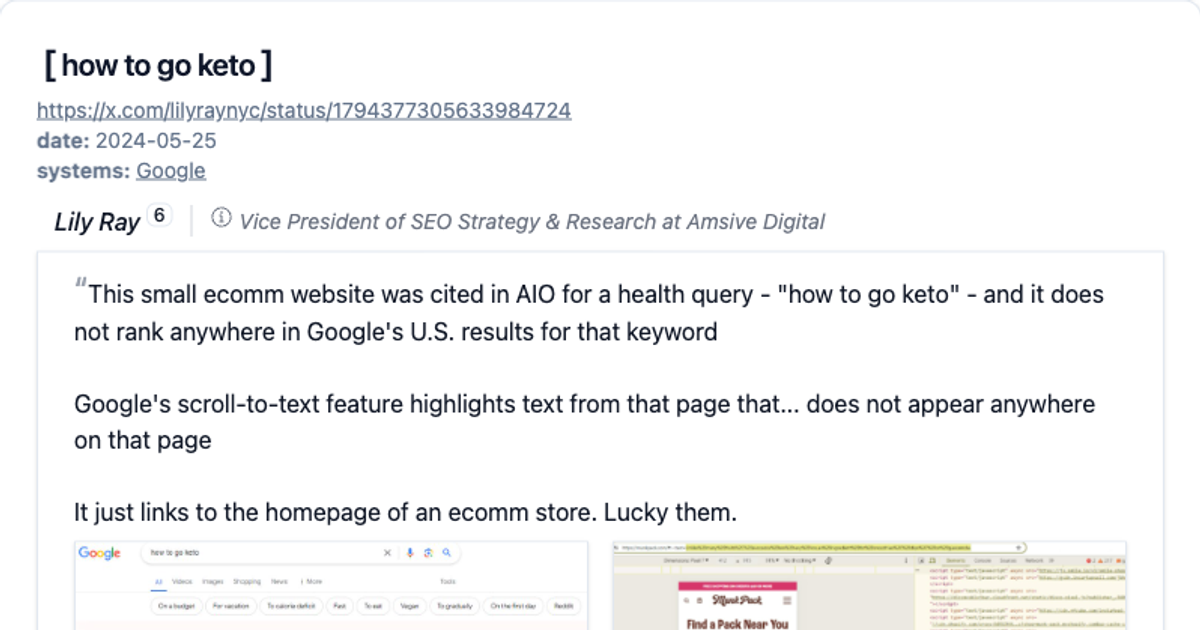 [ how to go keto ]
https://x.com/lilyraynyc/status/1794377305633984724
date: 2024-05-25
systems: Google
Lily Ray 6 Vice President of SEO Strategy & Research at Amsive Digital
"This small ecomm website was cited in AIO for a health query - "how to go keto" - and it does
not rank anywhere in Google's U.S. results for that keyword
Google's scroll-to-text feature highlights text from that page that... does not appear anywhere
on that page
It just links to the homepage of an ecomm store. Lucky them.
Google how to go keto
All Videos Images Shopping News More Tools
On a budget For vacation To calorie deficit Fast To eat Vegan To gradually On the first day Reddit
MunkPack
Find a Pack Near You